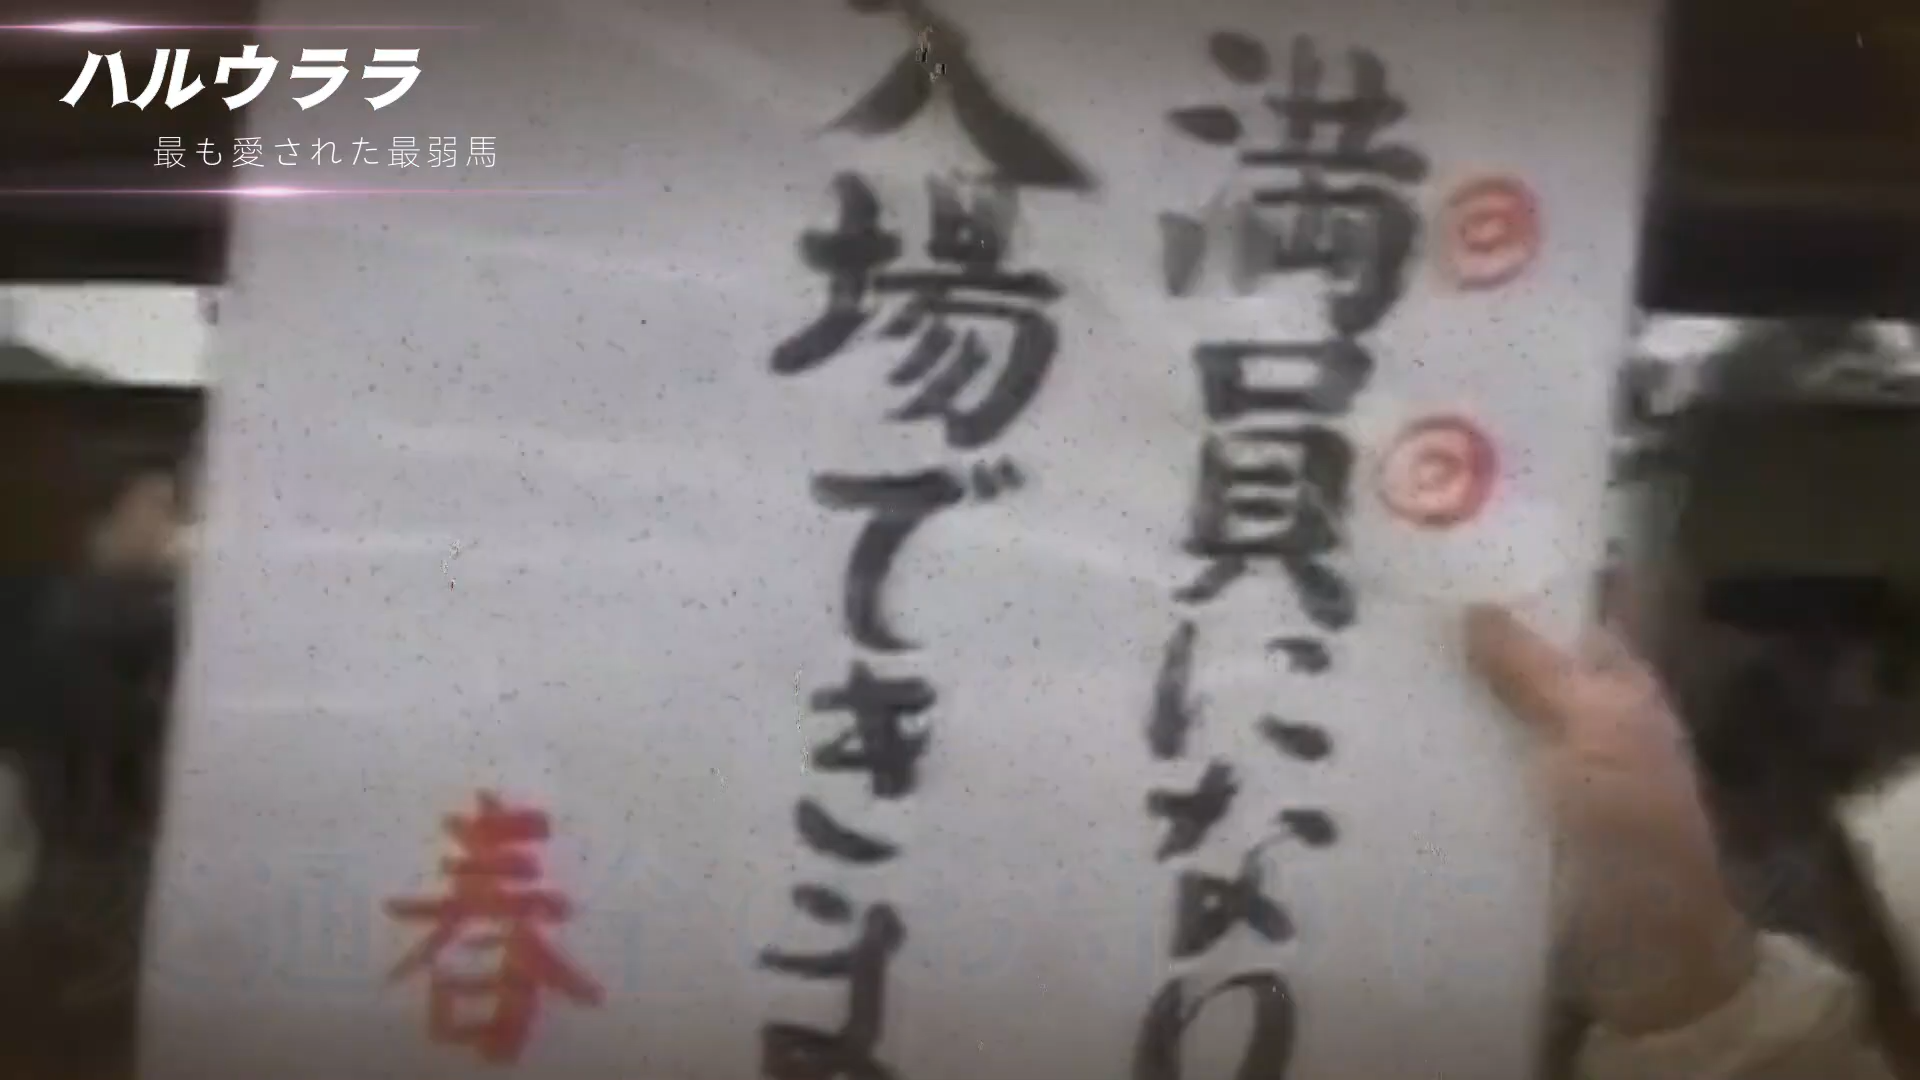 ハルウララ
最も愛された最弱馬
満員になり
入場できま
春